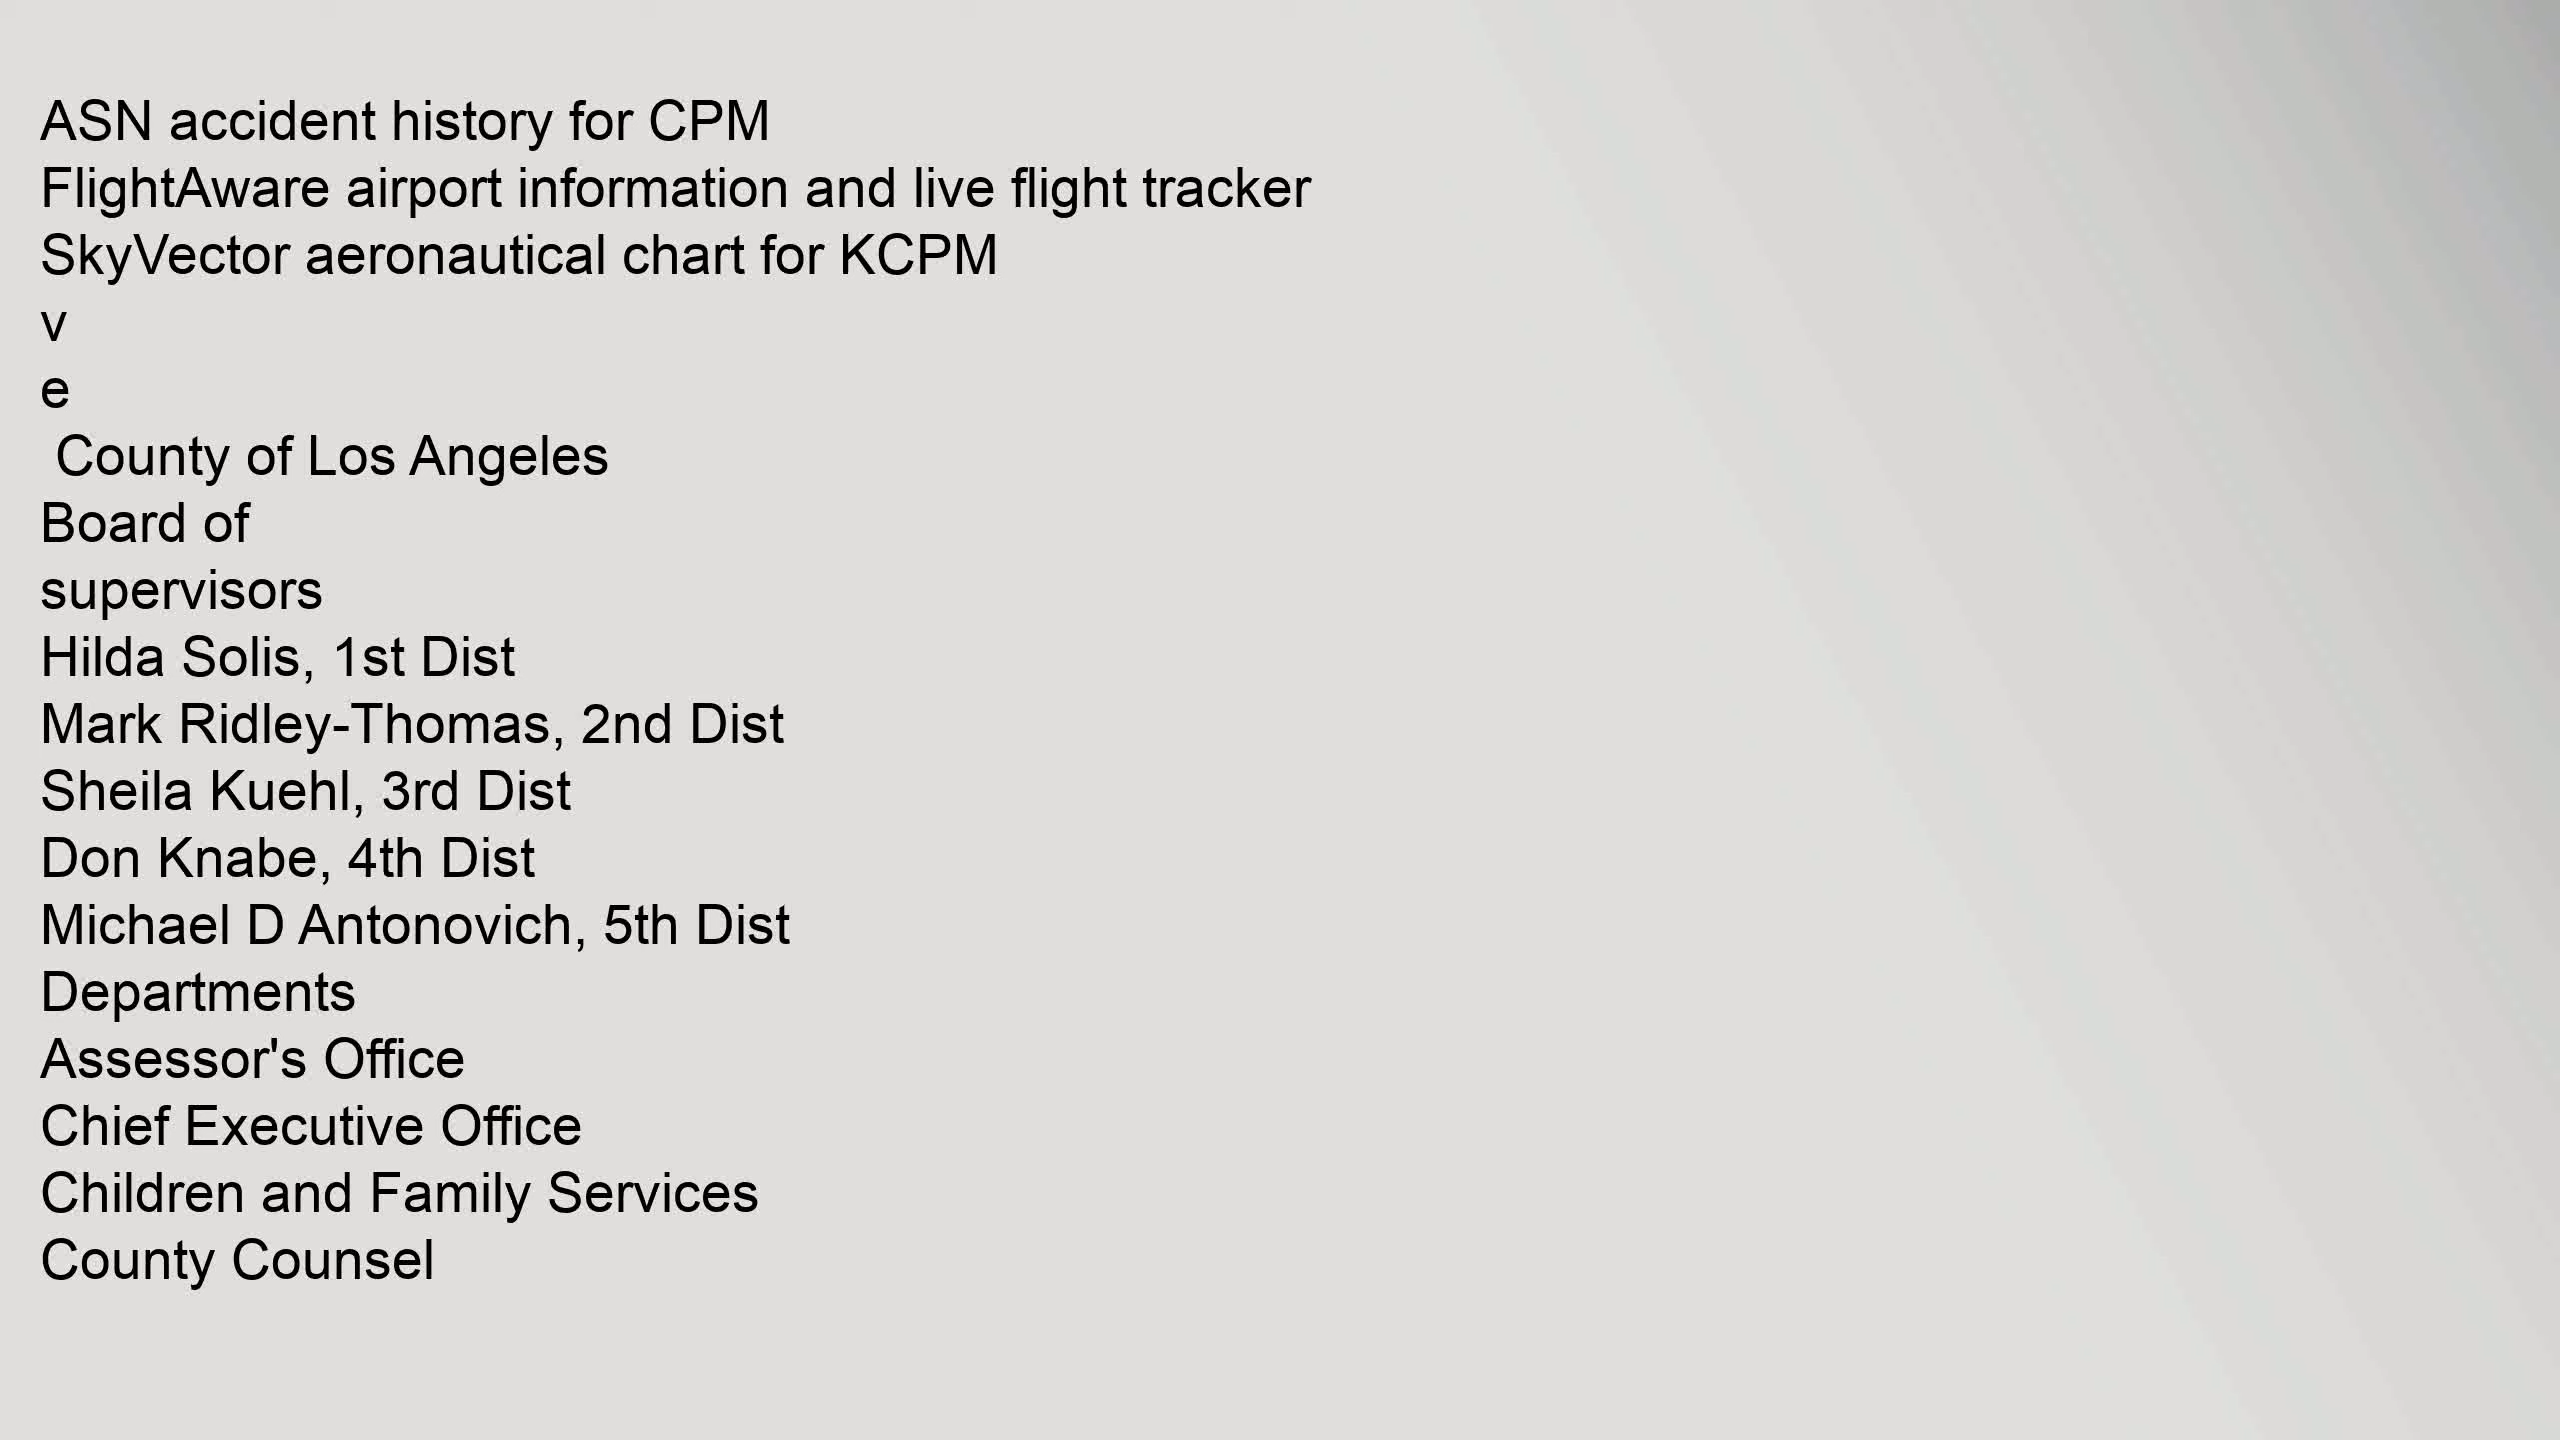 ASN accident history for CPM
FlightAware airport information and live flight tracker
SkyVector aeronautical chart for KCPM
v
e
County of Los Angeles
Board of
supervisors
Hilda Solis, 1st Dist
Mark Ridley-Thomas, 2nd Dist
Sheila Kuehl, 3rd Dist
Don Knabe, 4th Dist
Michael D Antonovich, 5th Dist
Departments
Assessor's Office
Chief Executive Office
Children and Family Services
County Counsel